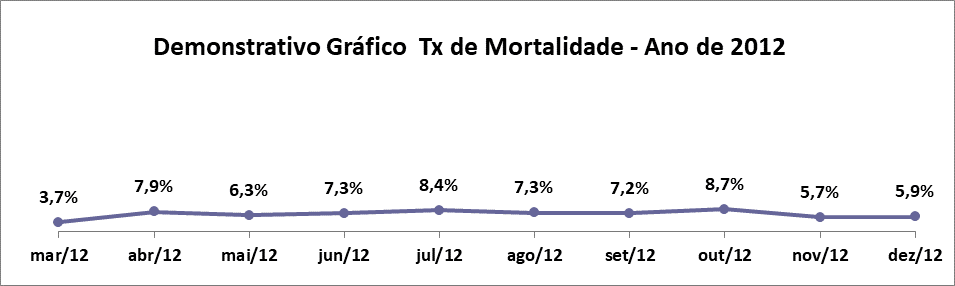 Demonstrativo Gráfico  Tx de Mortalidade - Ano de 2012
3,7% 7,9% 6,3% 7,3% 8,4% 7,3% 7,2% 8,7% 5,7% 5,9%
mar/12 abr/12 mai/12 jun/12 jul/12 ago/12 set/12 out/12 nov/12 dez/12